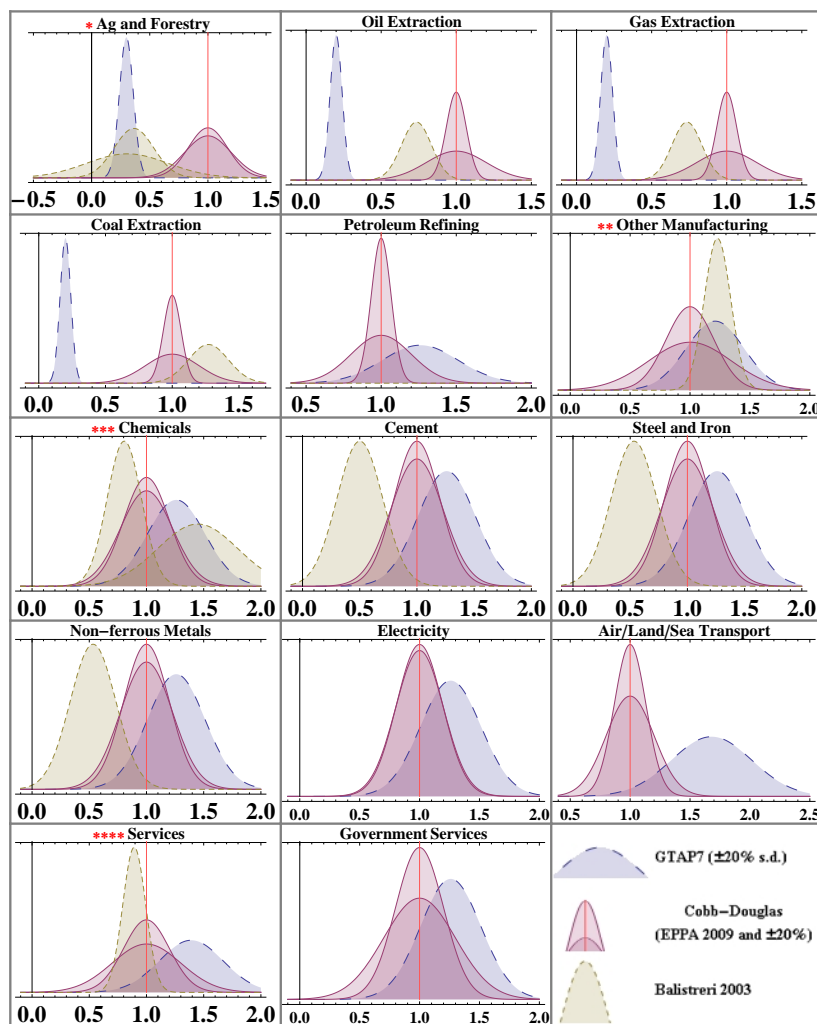 * Ag and Forestry
−0.5 0.0 0.5 1.0 1.5
Oil Extraction
0.0 0.5 1.0 1.5
Gas Extraction
0.0 0.5 1.0 1.5
Coal Extraction
0.0 0.5 1.0 1.5
Petroleum Refining
0.5 1.0 1.5 2.0
** Other Manufacturing
0.0 0.5 1.0 1.5 2.0
*** Chemicals
0.0 0.5 1.0 1.5 2.0
Cement
0.0 0.5 1.0 1.5 2.0
Steel and Iron
0.0 0.5 1.0 1.5 2.0
Non−ferrous Metals
0.0 0.5 1.0 1.5 2.0
Electricity
0.0 0.5 1.0 1.5 2.0
Air/Land/Sea Transport
0.5 1.0 1.5 2.0 2.5
**** Services
0.0 0.5 1.0 1.5 2.0
Government Services
0.0 0.5 1.0 1.5 2.0
GTAP7 (±20% s.d.)
Cobb−Douglas
(EPPA 2009 and ±20%)
Balistreri 2003